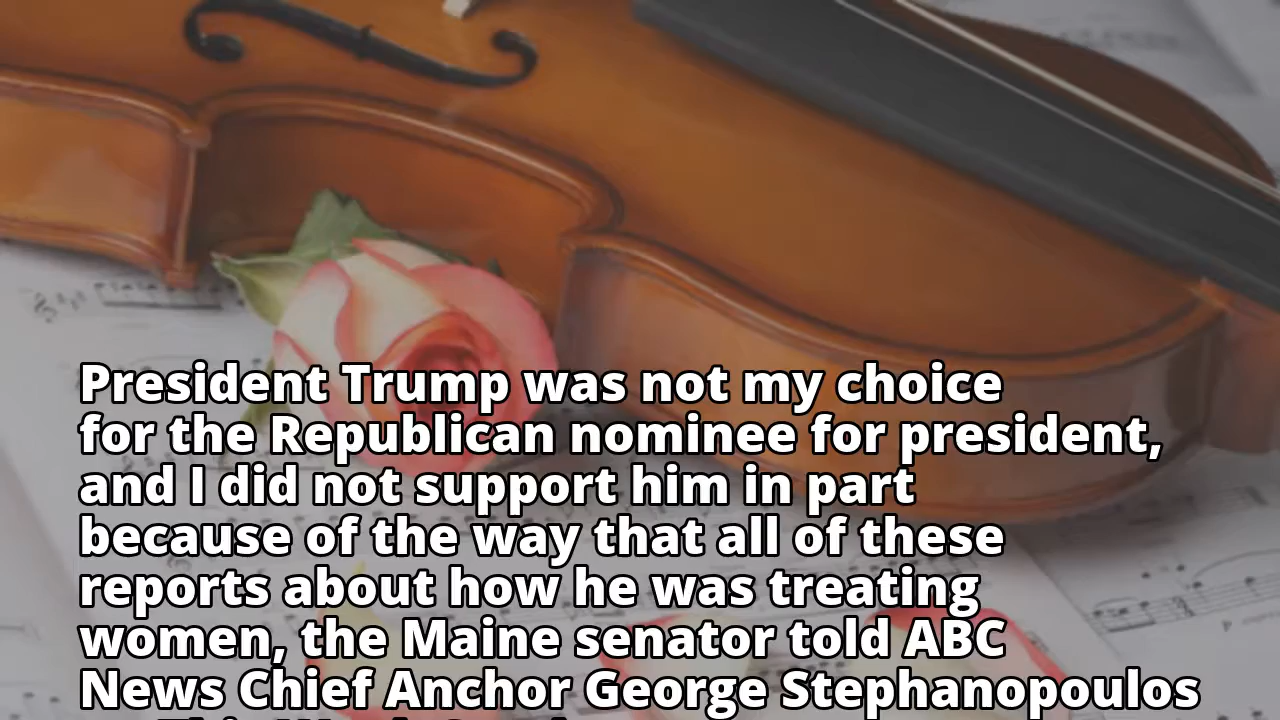 President Trump was not my choice
for the Republican nominee for president,
and I did not support him in part
because of the way that all of these
reports about how he was treating
women, the Maine senator told ABC
News Chief Anchor George Stephanopoulos